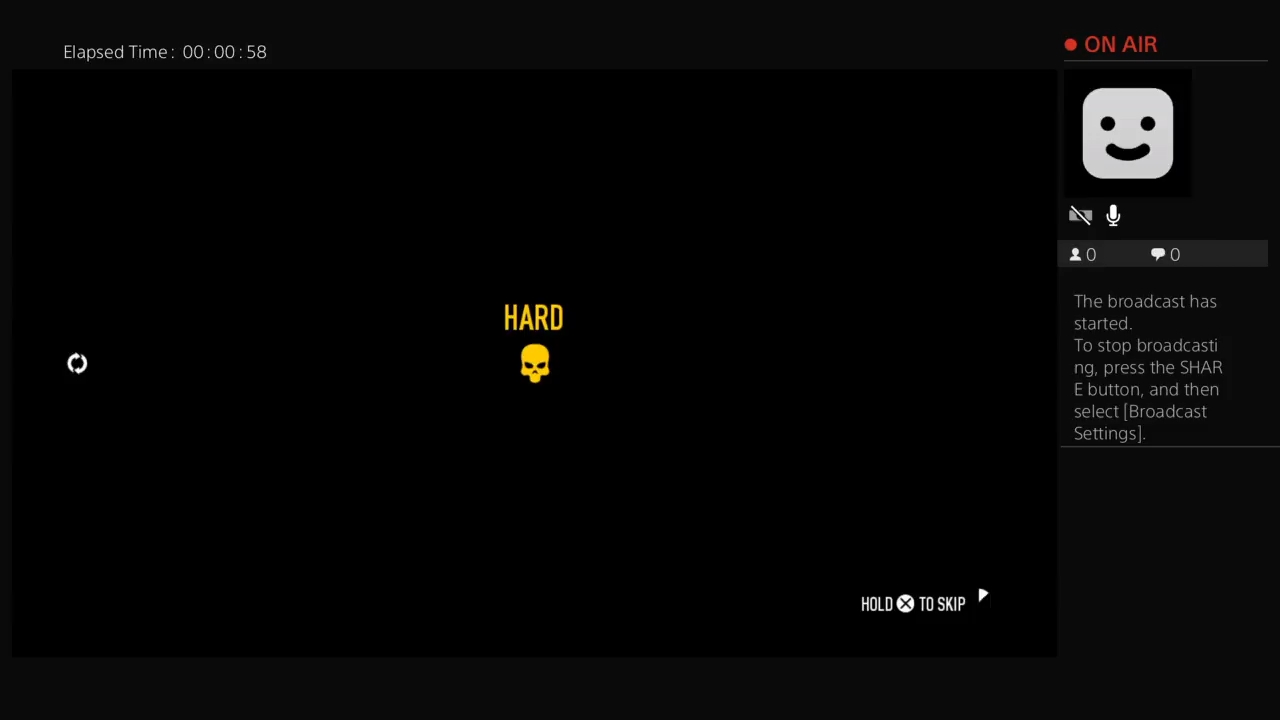 Elapsed Time: 00:00:58
ON AIR
0
0
The broadcast has
started.
To stop broadcasti
ng, press the SHAR
E button, and then
select [Broadcast
Settings].
HARD
HOLD X TO SKIP